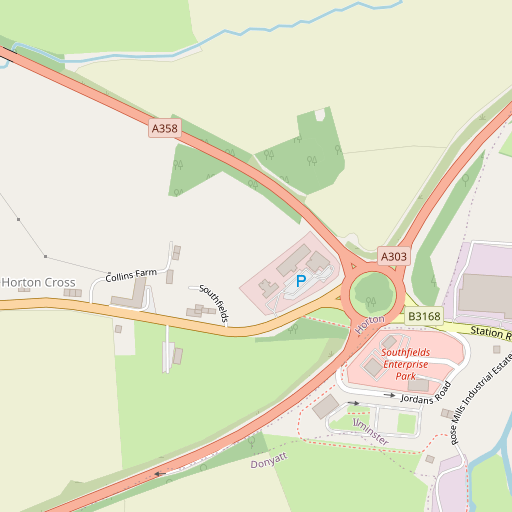 A358
A303
Horton Cross
Collins Farm
Southfields
P
Horton
B3168
Station R
Southfields
Enterprise
Park
Jordans Road
Rose Mills Industrial Estate
Ilminster
Donyatt